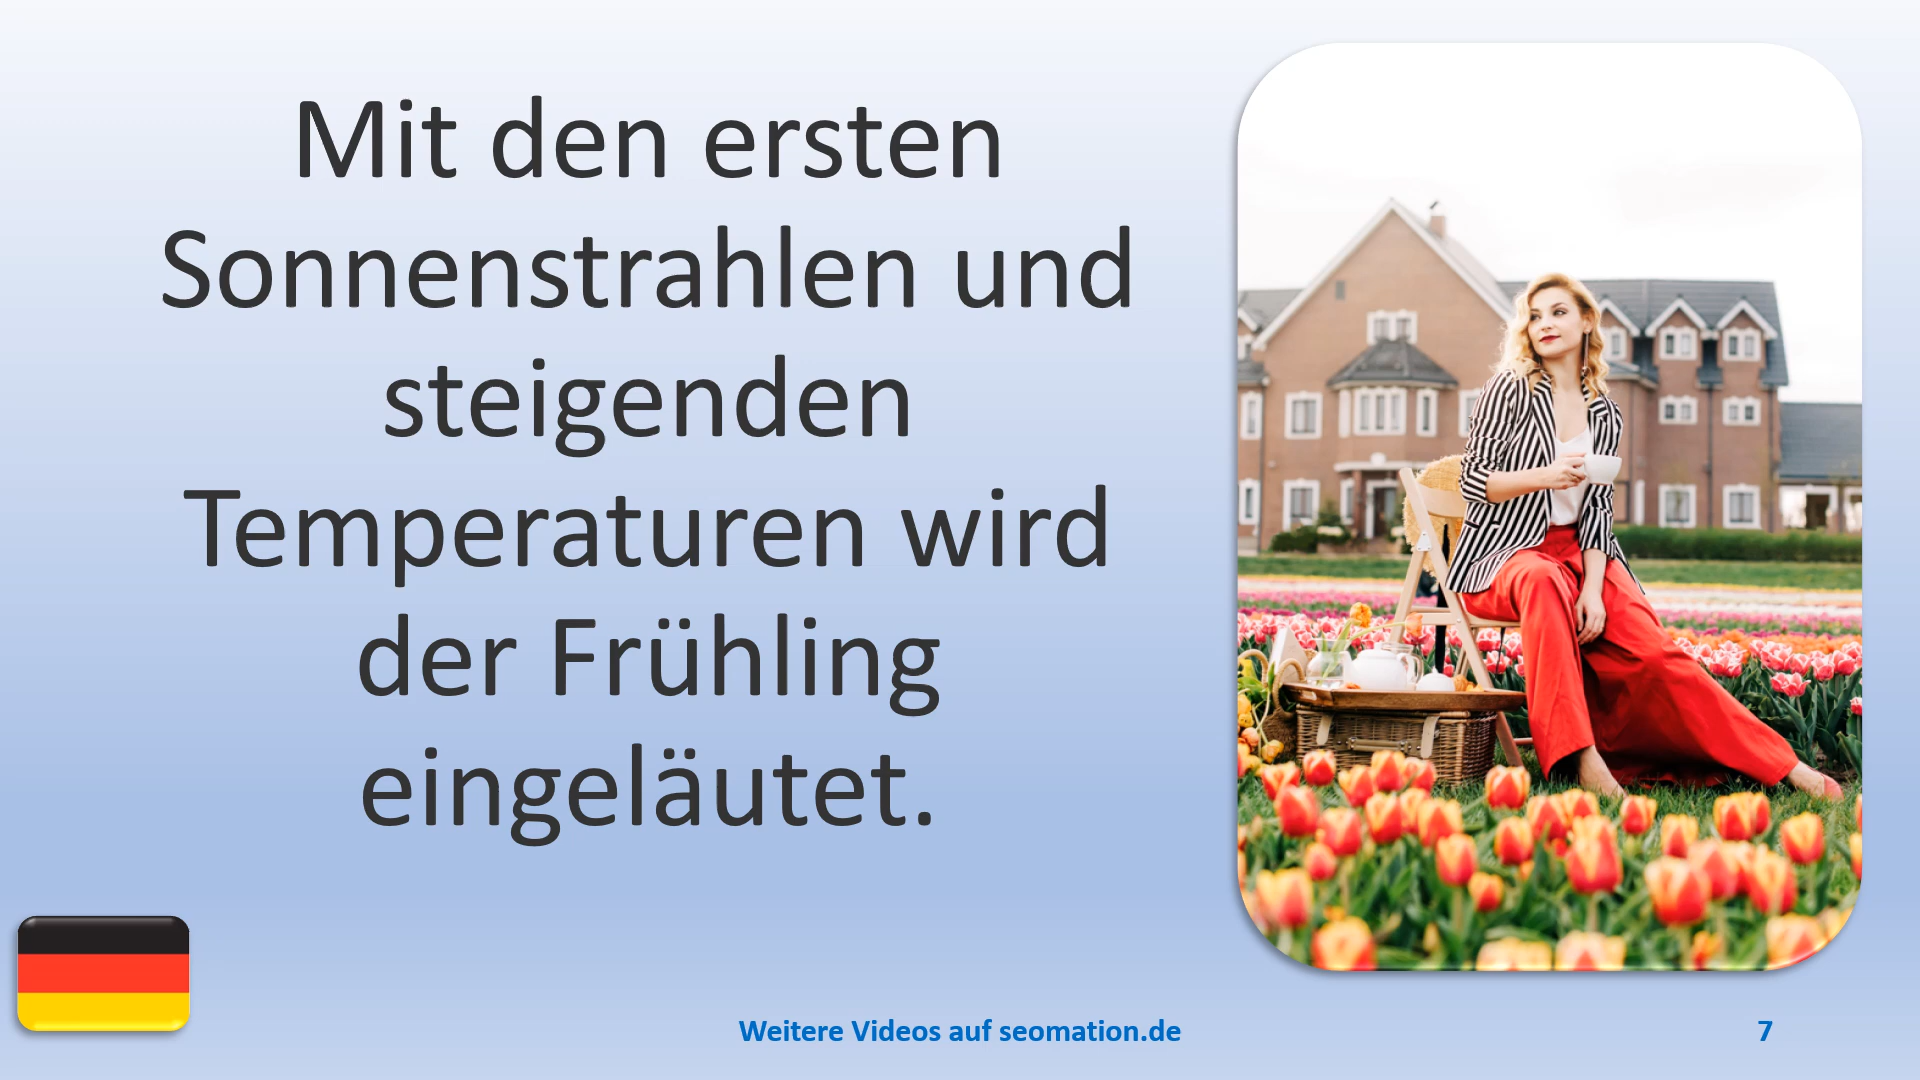 Mit den ersten
Sonnenstrahlen und
steigenden
Temperaturen wird
der Frühling
eingeläutet.
Weitere Videos auf seomation.de
7